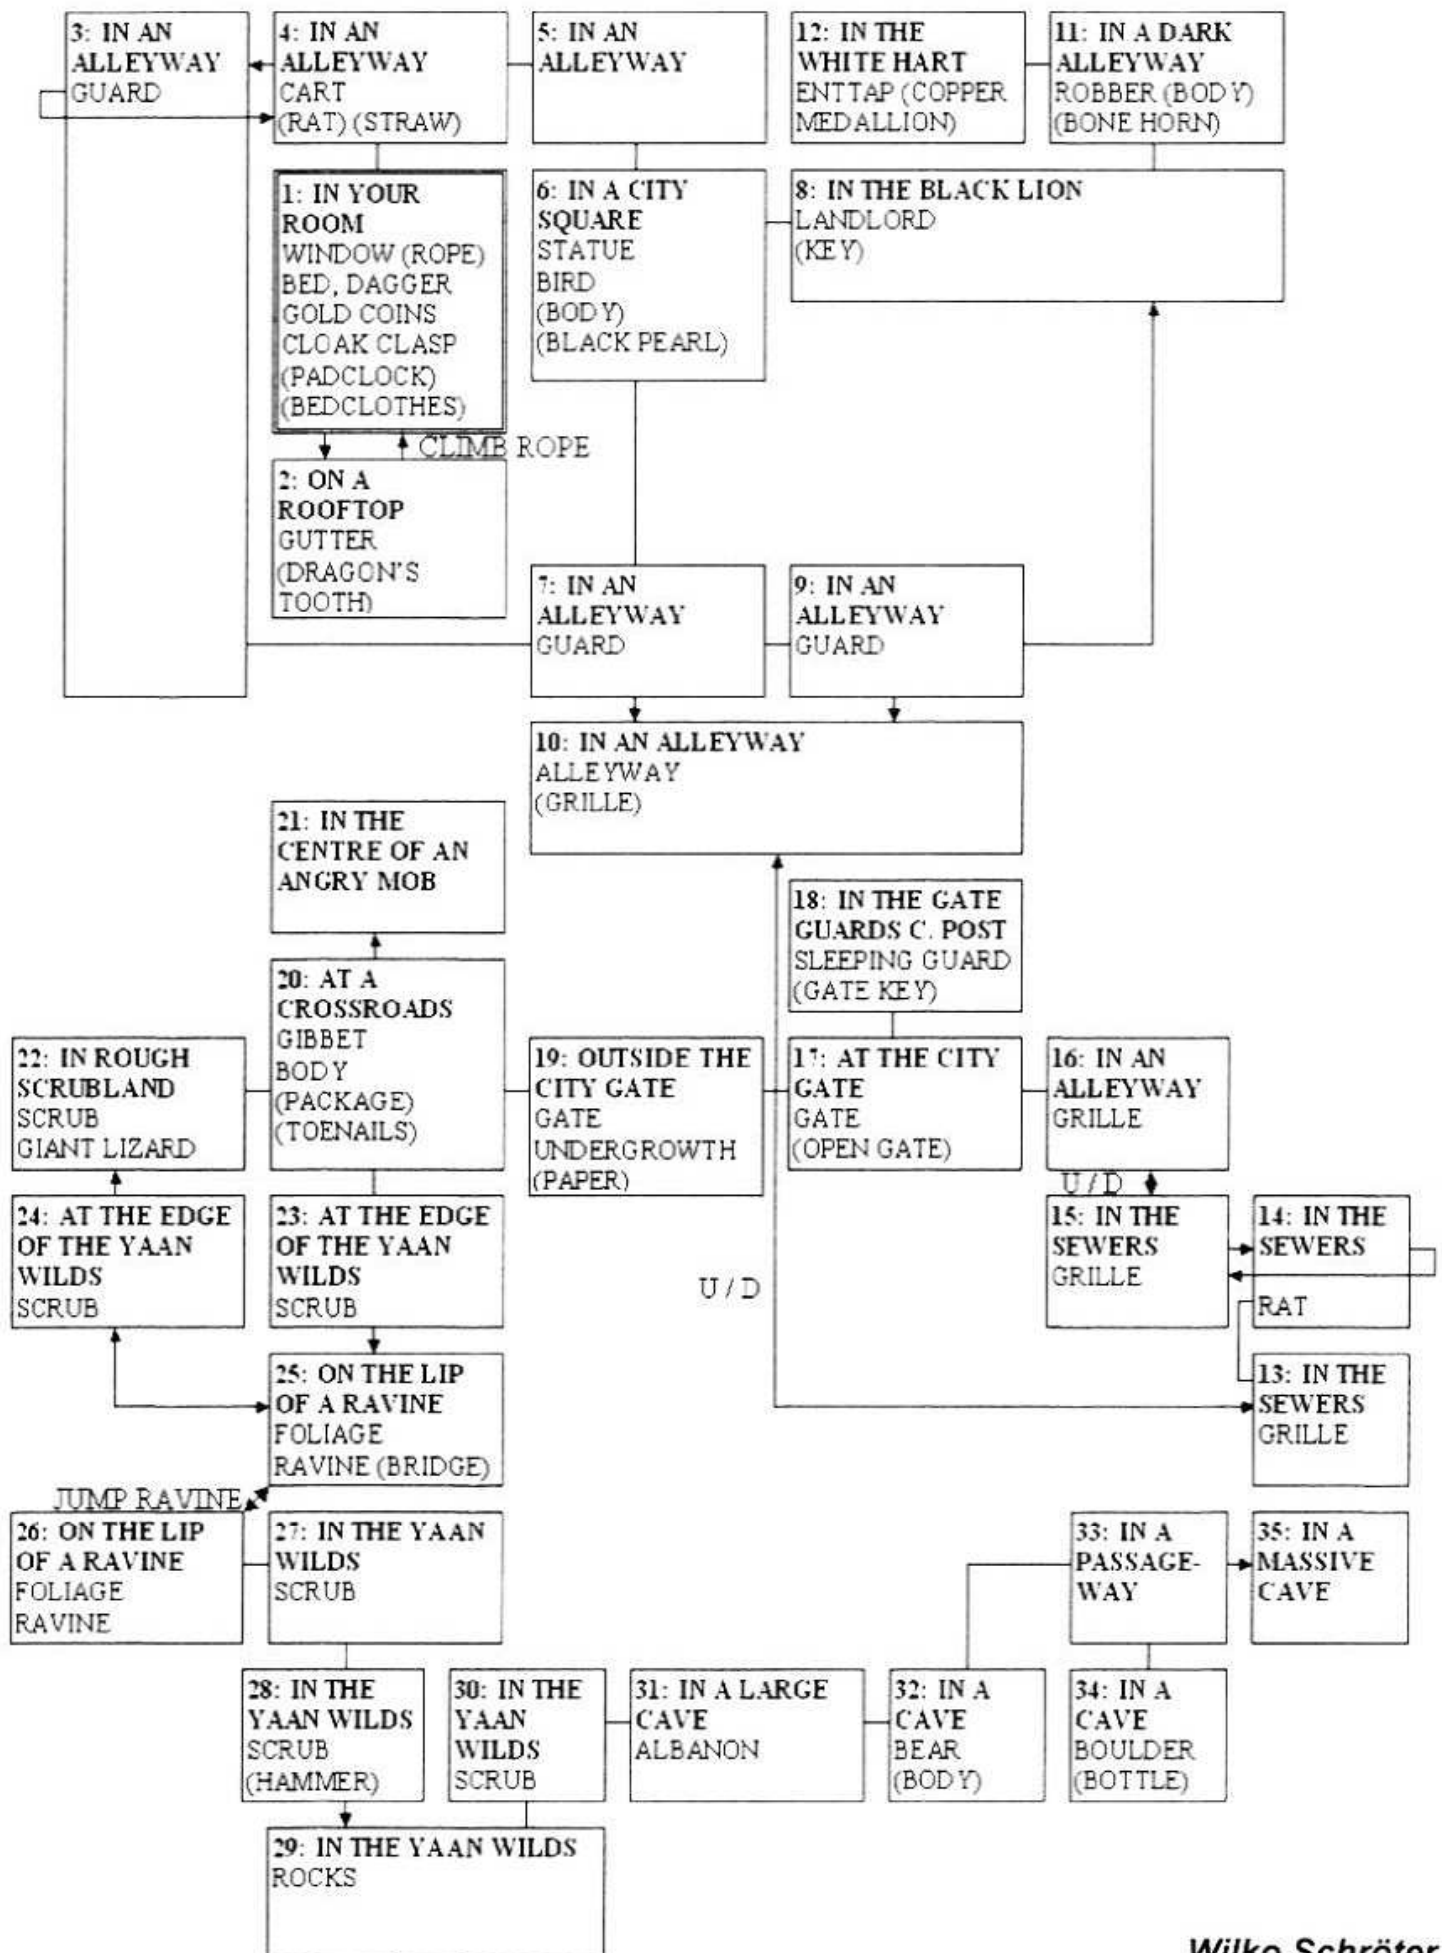 3: IN AN
ALLEYWAY
GUARD
4: IN AN
ALLEYWAY
CART
(RAT) (STRAW)
5: IN AN
ALLEYWAY
12: IN THE
WHITE HART
ENTTAP (COPPER
MEDALLION)
11: IN A DARK
ALLEYWAY
ROBBER (BODY)
(BONE HORN)
1: IN YOUR
ROOM
WINDOW (ROPE)
BED, DAGGER
GOLD COINS
CLOAK CLASP
(PADCLOCK)
(BEDCLOTHES)
6: IN A CITY
SQUARE
STATUE
BIRD
(BODY)
(BLACK PEARL)
8: IN THE BLACK LION
LANDLORD
(KEY)
CLIMB ROPE
2: ON A
ROOFTOP
GUTTER
(DRAGON'S
TOOTH)
7: IN AN
ALLEYWAY
GUARD
9: IN AN
ALLEYWAY
GUARD
10: IN AN ALLEYWAY
ALLEYWAY
(GRILLE)
21: IN THE
CENTRE OF AN
ANGRY MOB
18: IN THE GATE
GUARDS C. POST
SLEEPING GUARD
(GATE KEY)
20: AT A
CROSSROADS
GIBBET
BODY
(PACKAGE)
(TOENAILS)
22: IN ROUGH
SCRUBLAND
SCRUB
GIANT LIZARD
19: OUTSIDE THE
CITY GATE
GATE
UNDERGROWTH
(PAPER)
17: AT THE CITY
GATE
GATE
(OPEN GATE)
16: IN AN
ALLEYWAY
GRILLE
U / D
24: AT THE EDGE
OF THE YAAN
WILDS
SCRUB
23: AT THE EDGE
OF THE YAAN
WILDS
SCRUB
15: IN THE
SEWERS
GRILLE
14: IN THE
SEWERS
RAT
U / D
25: ON THE LIP
OF A RAVINE
FOLIAGE
RAVINE (BRIDGE)
13: IN THE
SEWERS
GRILLE
JUMP RAVINE
26: ON THE LIP
OF A RAVINE
FOLIAGE
RAVINE
27: IN THE YAAN
WILDS
SCRUB
33: IN A
PASSAGE-
WAY
35: IN A
MASSIVE
CAVE
28: IN THE
YAAN WILDS
SCRUB
(HAMMER)
30: IN THE
YAAN
WILDS
SCRUB
31: IN A LARGE
CAVE
ALBANON
32: IN A
CAVE
BEAR
(BODY)
34: IN A
CAVE
BOULDER
(BOTTLE)
29: IN THE YAAN WILDS
ROCKS
Wilko Schröter